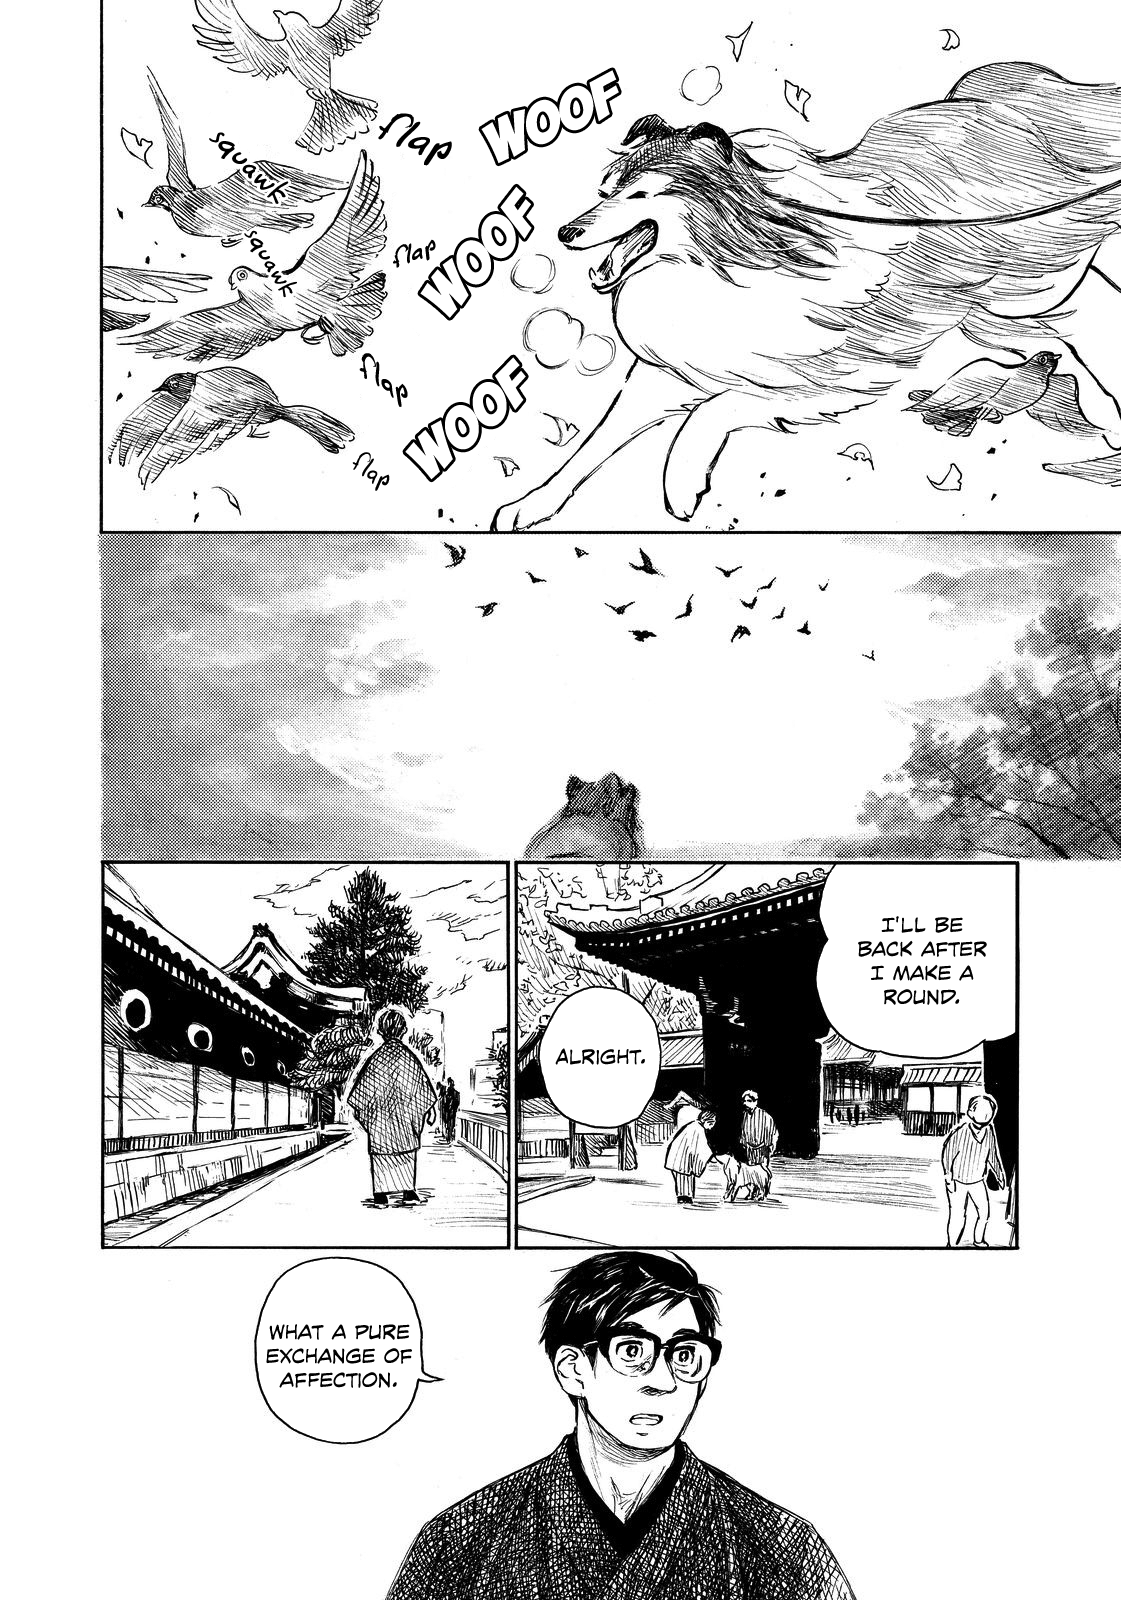 WOOF
flap
squawk
WOOF
flap
squawk
flap
WOOF
flap
I'LL BE
BACK AFTER
I MAKE A
ROUND.
ALRIGHT.
WHAT A PURE
EXCHANGE OF
AFFECTION.